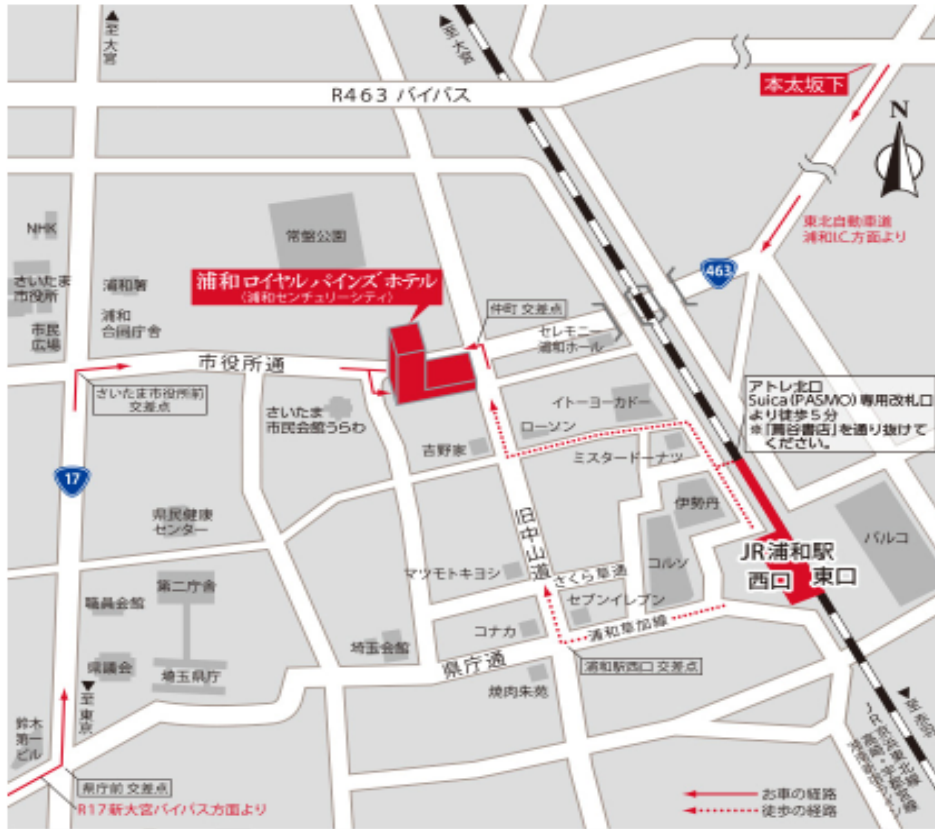 ▲至大宮
▲至大宮
R463 バイパス
本太坂下
N
東北自動車道
浦和I.C.方面より
463
NHK
さいたま
市役所
市民
広場
浦和署
浦和
合同庁舎
常盤公園
浦和ロイヤルパインズホテル
(浦和センチュリーシティ)
仲町 交差点
セレモニー
浦和ホール
市役所通
さいたま市役所前
交差点
さいたま
市民会館うらわ
イトーヨーカドー
ローソン
吉野家
ミスタードーナツ
アトレ北口
Suica(PASMO)専用改札口
より徒歩5分
※「蔦谷書店」を通り抜けて
ください。
17
県民健康
センター
旧中山道
伊勢丹
コルソ
JR浦和駅
西口
東口
パルコ
マツモトキヨシ
さくら草通
セブンイレブン
第二庁舎
職員会館
県議会
埼玉県庁
埼玉会館
コナカ
県庁通
浦和草加線
浦和駅西口 交差点
焼肉朱苑
▼至東京
鈴木
第一
ビル
県庁前 交差点
R17新大宮バイパス方面より
お車の経路
徒歩の経路